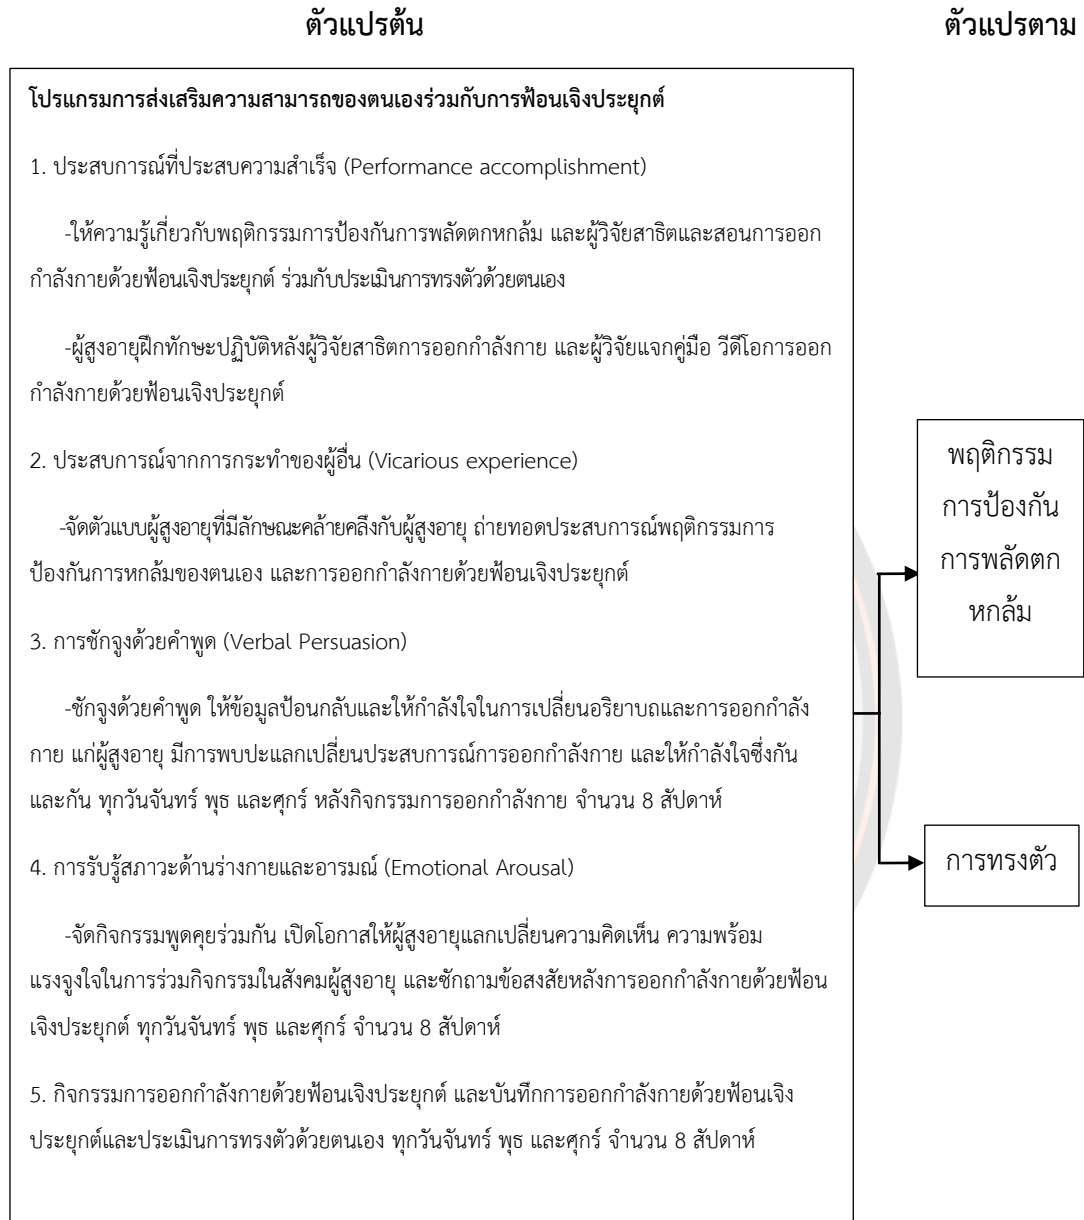 ตัวแปรต้น
ตัวแปรตาม
โปรแกรมการส่งเสริมความสามารถของตนเองร่วมกับการฟ้อนเจิงประยุกต์
1. ประสบการณ์ที่ประสบความสำเร็จ (Performance accomplishment)
-ให้ความรู้เกี่ยวกับพฤติกรรมการป้องกันการพลัดตกหกล้ม และผู้วิจัยสาธิตและสอนการออก
กำลังกายด้วยฟ้อนเจิงประยุกต์ ร่วมกับประเมินการทรงตัวด้วยตนเอง
-ผู้สูงอายุฝึกทักษะปฏิบัติหลังผู้วิจัยสาธิตการออกกำลังกาย และผู้วิจัยแจกคู่มือ วีดีโอการออก
กำลังกายด้วยฟ้อนเจิงประยุกต์
2. ประสบการณ์จากการกระทำของผู้อื่น (Vicarious experience)
-จัดตัวแบบผู้สูงอายุที่มีลักษณะคล้ายคลึงกับผู้สูงอายุ ถ่ายทอดประสบการณ์พฤติกรรมการ
ป้องกันการหกล้มของตนเอง และการออกกำลังกายด้วยฟ้อนเจิงประยุกต์
3. การชักจูงด้วยคำพูด (Verbal Persuasion)
-ชักจูงด้วยคำพูด ให้ข้อมูลป้อนกลับและให้กำลังใจในการเปลี่ยนอริยาบถและการออกกำลัง
กาย แก่ผู้สูงอายุ มีการพบปะแลกเปลี่ยนประสบการณ์การออกกำลังกาย และให้กำลังใจซึ่งกัน
และกัน ทุกวันจันทร์ พุธ และศุกร์ หลังกิจกรรมการออกกำลังกาย จำนวน 8 สัปดาห์
4. การรับรู้สภาวะด้านร่างกายและอารมณ์ (Emotional Arousal)
-จัดกิจกรรมพูดคุยร่วมกัน เปิดโอกาสให้ผู้สูงอายุแลกเปลี่ยนความคิดเห็น ความพร้อม
แรงจูงใจในการร่วมกิจกรรมในสังคมผู้สูงอายุ และซักถามข้อสงสัยหลังการออกกำลังกายด้วยฟ้อน
เจิงประยุกต์ ทุกวันจันทร์ พุธ และศุกร์ จำนวน 8 สัปดาห์
5. กิจกรรมการออกกำลังกายด้วยฟ้อนเจิงประยุกต์ และบันทึกการออกกำลังกายด้วยฟ้อนเจิง
ประยุกต์และประเมินการทรงตัวด้วยตนเอง ทุกวันจันทร์ พุธ และศุกร์ จำนวน 8 สัปดาห์
พฤติกรรม
การป้องกัน
การพลัดตก
หกล้ม
การทรงตัว